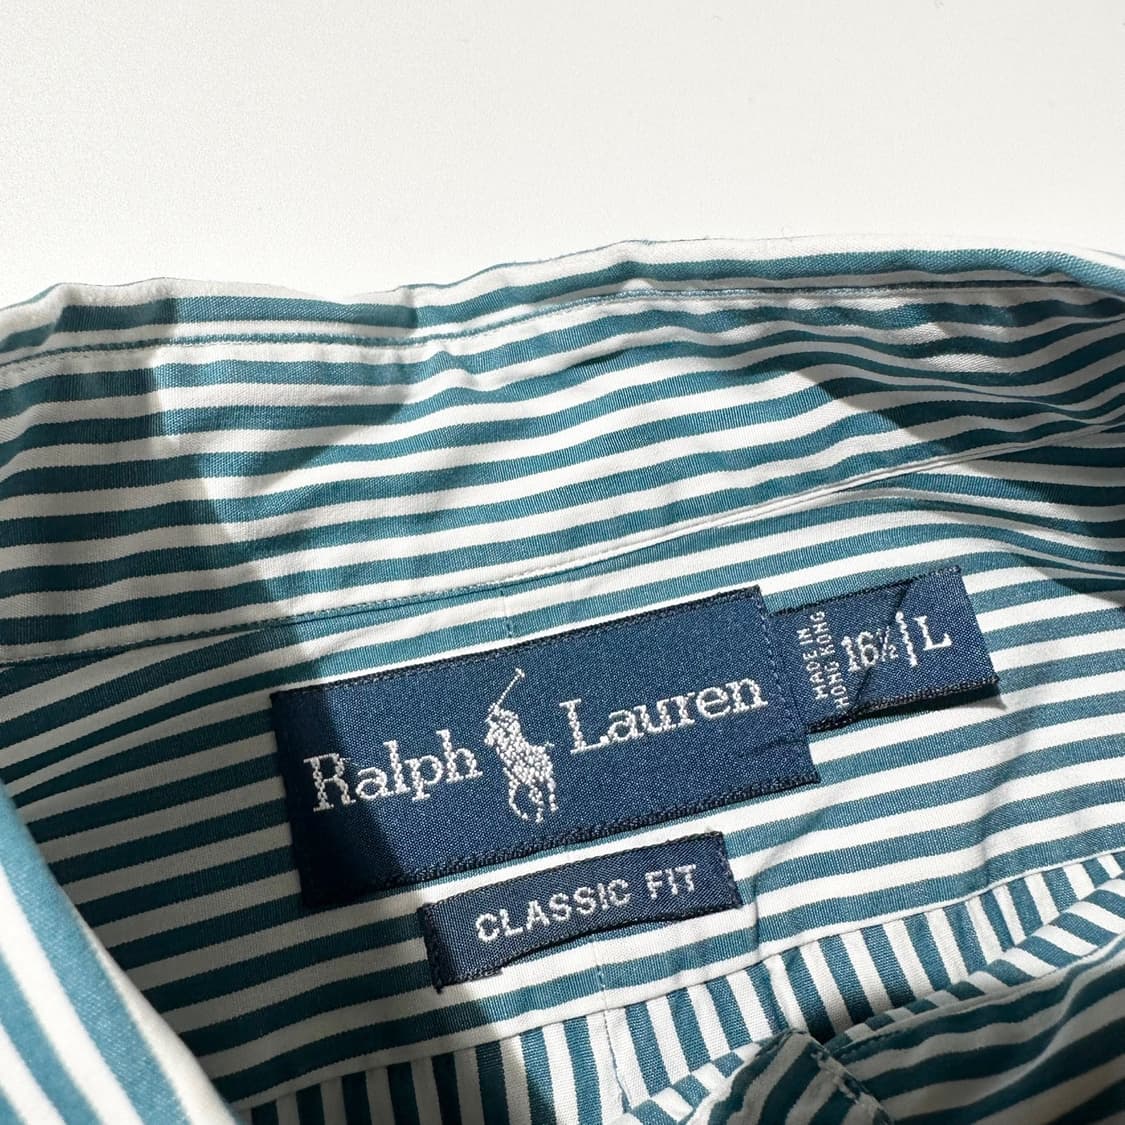 Ralph Lauren
MADE IN
HONG KONG
16½ | L
CLASSIC FIT